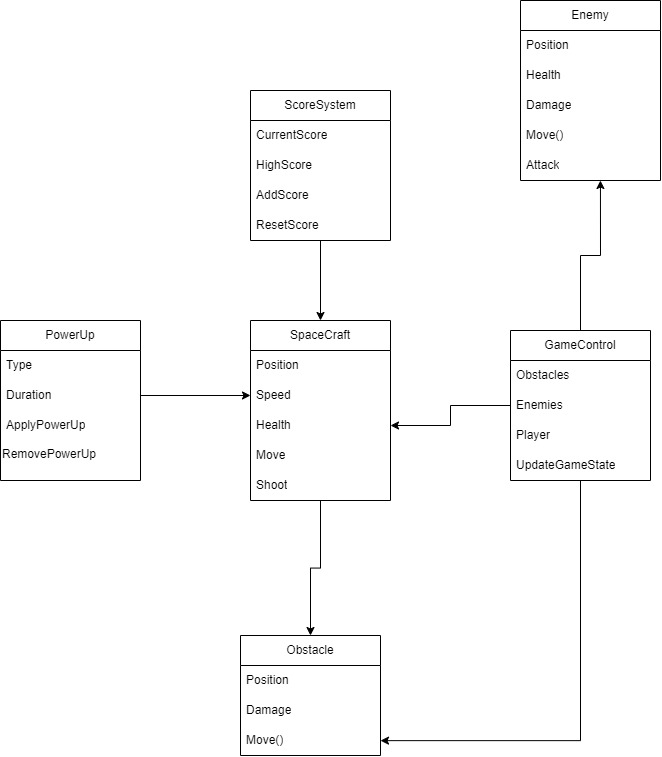 Enemy
Position
Health
Damage
Move()
Attack
ScoreSystem
CurrentScore
HighScore
AddScore
ResetScore
PowerUp
Type
Duration
ApplyPowerUp
RemovePowerUp
SpaceCraft
Position
Speed
Health
Move
Shoot
GameControl
Obstacles
Enemies
Player
UpdateGameState
Obstacle
Position
Damage
Move()